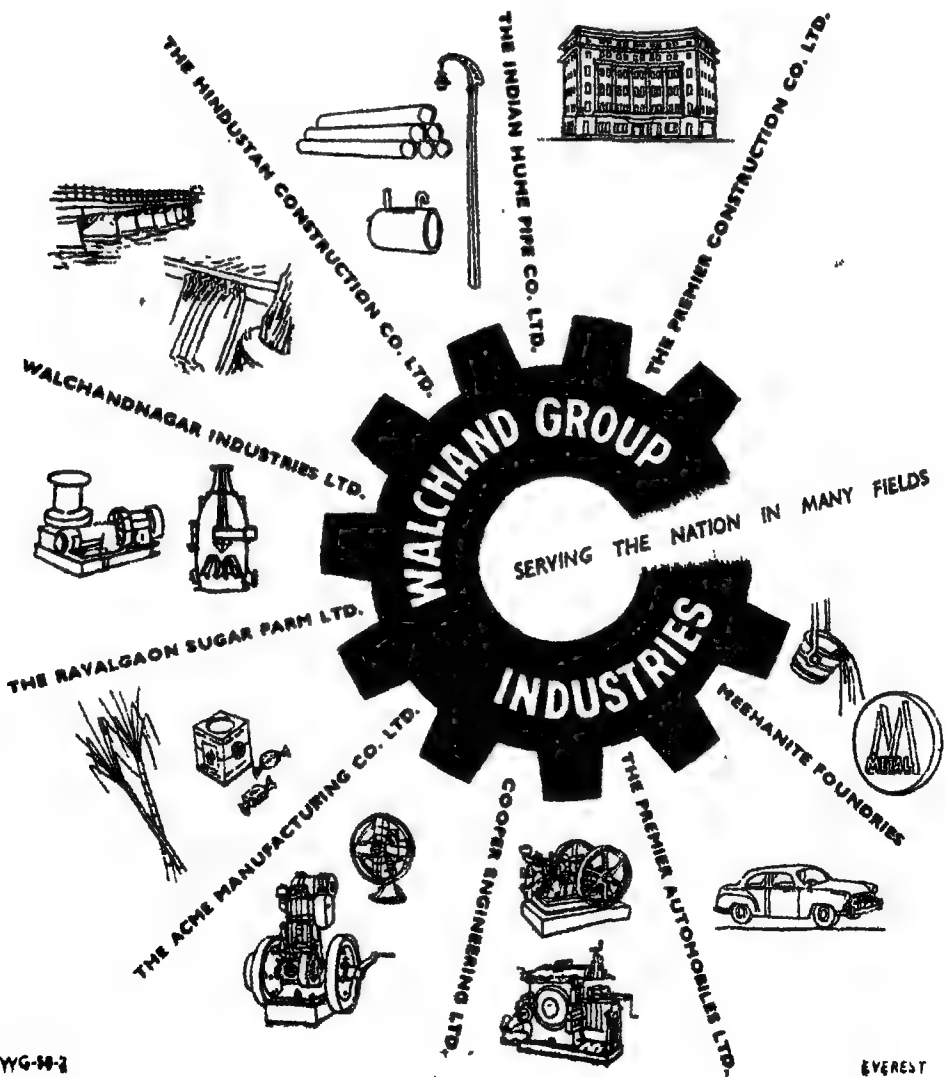 THE HINDUSTAN CONSTRUCTION CO. LTD.
THE INDIAN HUME PIPE CO. LTD.
THE PREMIER CONSTRUCTION CO. LTD.
WALCHANDNAGAR INDUSTRIES LTD.
WALCHAND GROUP
INDUSTRIES
SERVING THE NATION IN MANY FIELDS
THE RAVALGAON SUGAR FARM LTD.
THE ACME MANUFACTURING CO. LTD.
COOPER ENGINEERING LTD.
THE PREMIER AUTOMOBILES LTD.
MEEHANITE FOUNDRIES
M
METAL
EVEREST